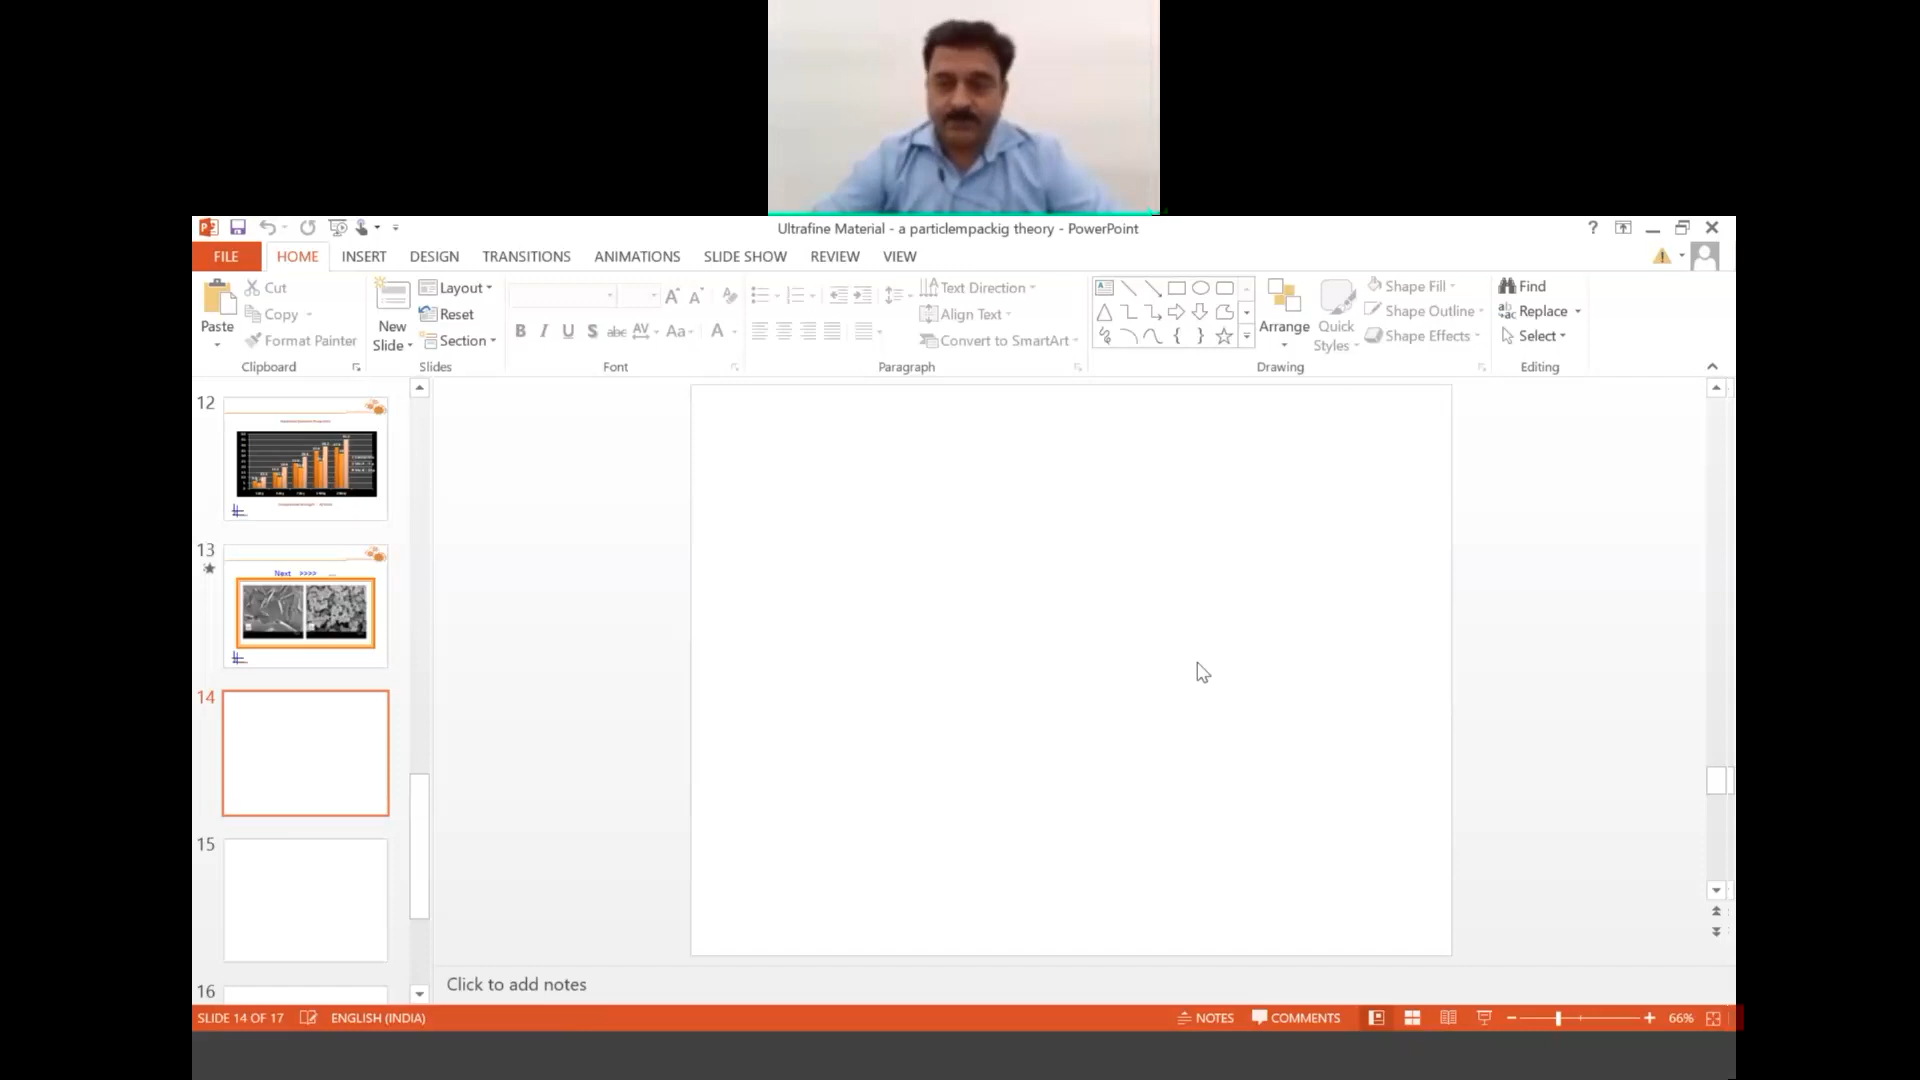 Ultrafine Material - a particlempackig theory - PowerPoint
?
FILE HOME INSERT DESIGN TRANSITIONS ANIMATIONS SLIDE SHOW REVIEW VIEW
Paste
Cut
Copy
Format Painter
Clipboard
New
Slide
Layout
Reset
Section
Slides
B I U S abc AV Aa A
Font
Text Direction
Align Text
Convert to SmartArt
Paragraph
Arrange
Quick
Styles
Shape Fill
Shape Outline
Shape Effects
Drawing
Find
Replace
Select
Editing
12
13
Next >>>>
14
15
16
Click to add notes
SLIDE 14 OF 17 ENGLISH (INDIA) NOTES COMMENTS 66%